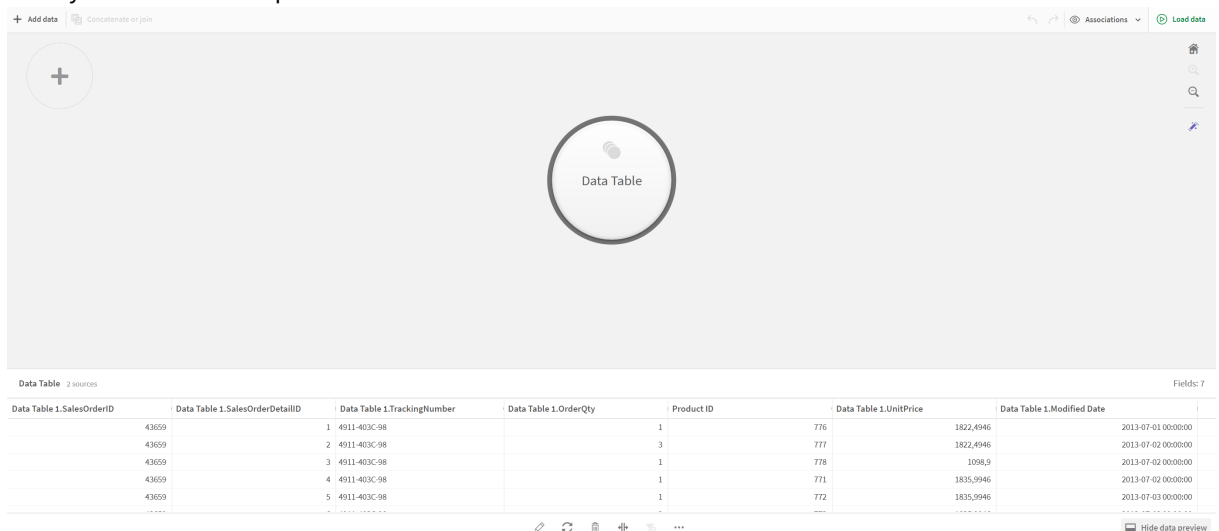 Add data Concatenate or join Associations Load data
Data Table
Data Table 2 sources Fields: 7
Data Table 1.SalesOrderID Data Table 1.SalesOrderDetailID Data Table 1.TrackingNumber Data Table 1.OrderQty Product ID Data Table 1.UnitPrice Data Table 1.Modified Date
43659 1 4911-403C-98 1 776 1822,4946 2013-07-01 00:00:00
43659 2 4911-403C-98 3 777 1822,4946 2013-07-02 00:00:00
43659 3 4911-403C-98 1 778 1098,9 2013-07-02 00:00:00
43659 4 4911-403C-98 1 771 1835,9946 2013-07-02 00:00:00
43659 5 4911-403C-98 1 772 1835,9946 2013-07-03 00:00:00
Hide data preview